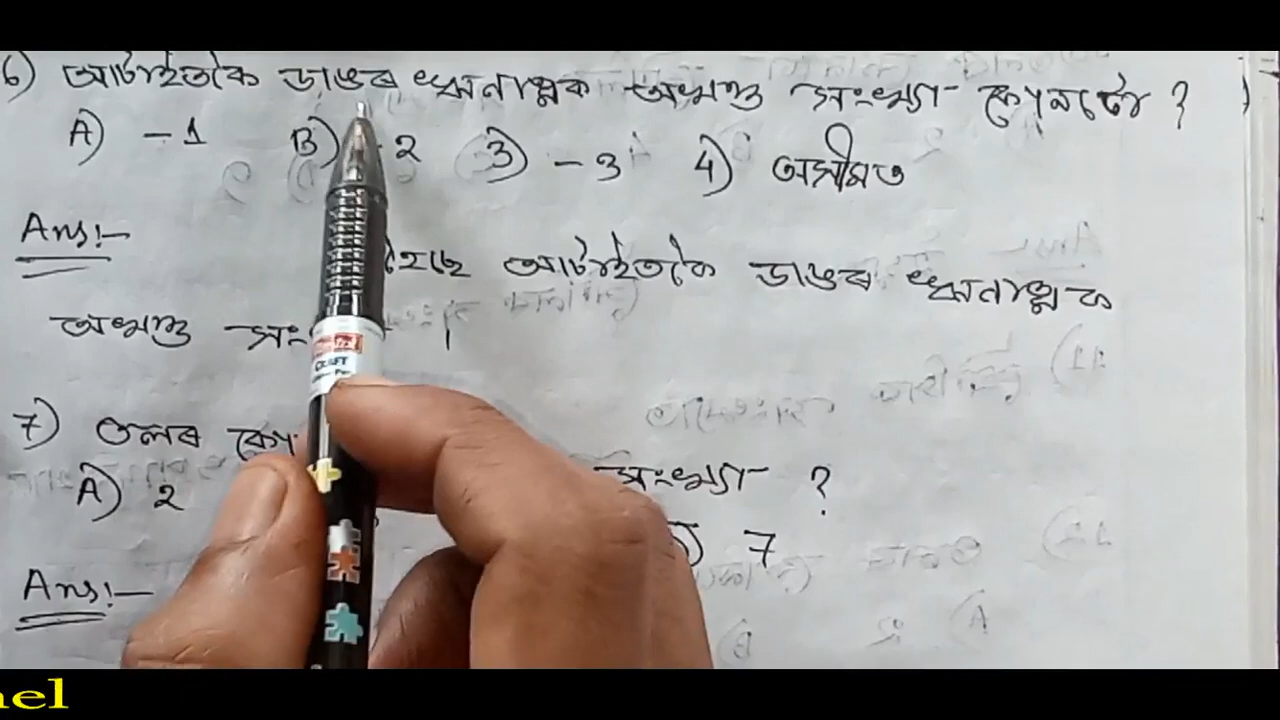 6) আটাইতকৈ ডাঙৰ ঋণাত্মক অখণ্ড সংখ্যা কোনটো ?
A) -1 B) -2 3) -3 4) অসীমিত
Ans:-
হৈছে আটাইতকৈ ডাঙৰ ঋণাত্মক
অখণ্ড ।
7) তলৰ সংখ্যা ?
A) 2 7
Ans:-
nel